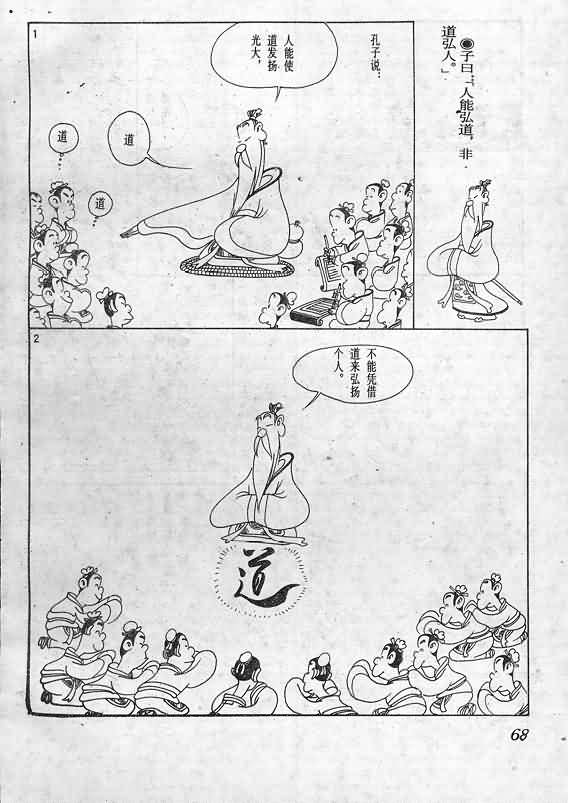 ◉子曰：「人能弘道，非
道弘人。」
1
孔子说：
人能使
道发扬
光大，
道
道
道
2
不能凭借
道来弘扬
个人。
道
68